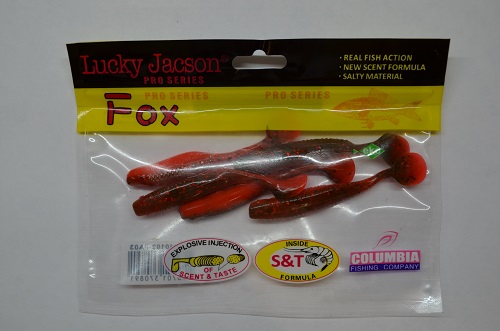 Lucky Jacson®
PRO SERIES
• REAL FISH ACTION
• NEW SCENT FORMULA
• SALTY MATERIAL
PRO SERIES
PRO SERIES
Fox
EXPLOSIVE INJECTION
OF
SCENT & TASTE
INSIDE
S&T
FORMULA
COLUMBIA
FISHING COMPANY